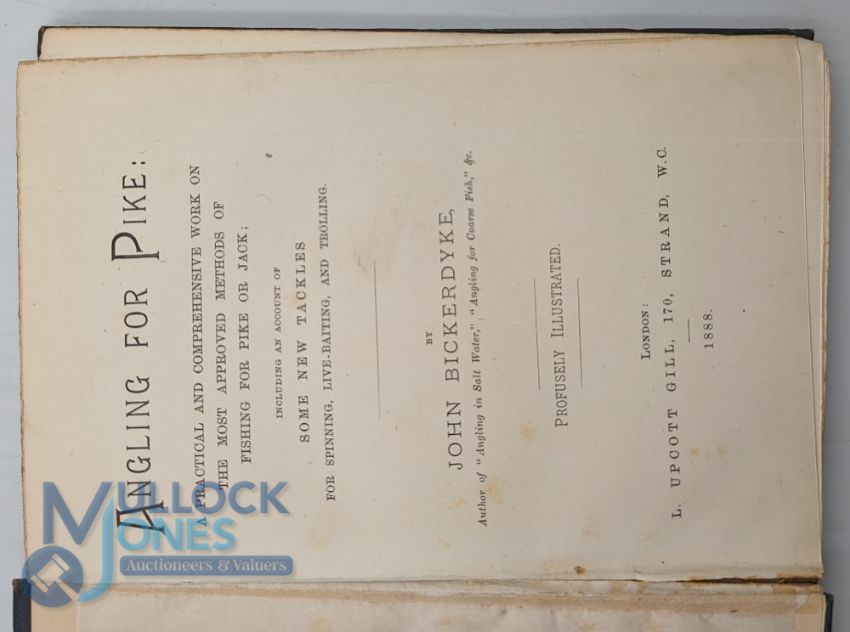 ANGLING FOR PIKE:
A PRACTICAL AND COMPREHENSIVE WORK ON
THE MOST APPROVED METHODS OF
FISHING FOR PIKE OR JACK;
INCLUDING AN ACCOUNT OF
SOME NEW TACKLES
FOR SPINNING, LIVE-BAITING, AND TROLLING.
BY
JOHN BICKERDYKE,
Author of "Angling in Salt Water," "Angling for Coarse Fish," &c.
PROFUSELY ILLUSTRATED.
LONDON:
L. UPCOTT GILL, 170, STRAND, W.C.
1888.
MULLOCK
JONES
Auctioneers & Valuers